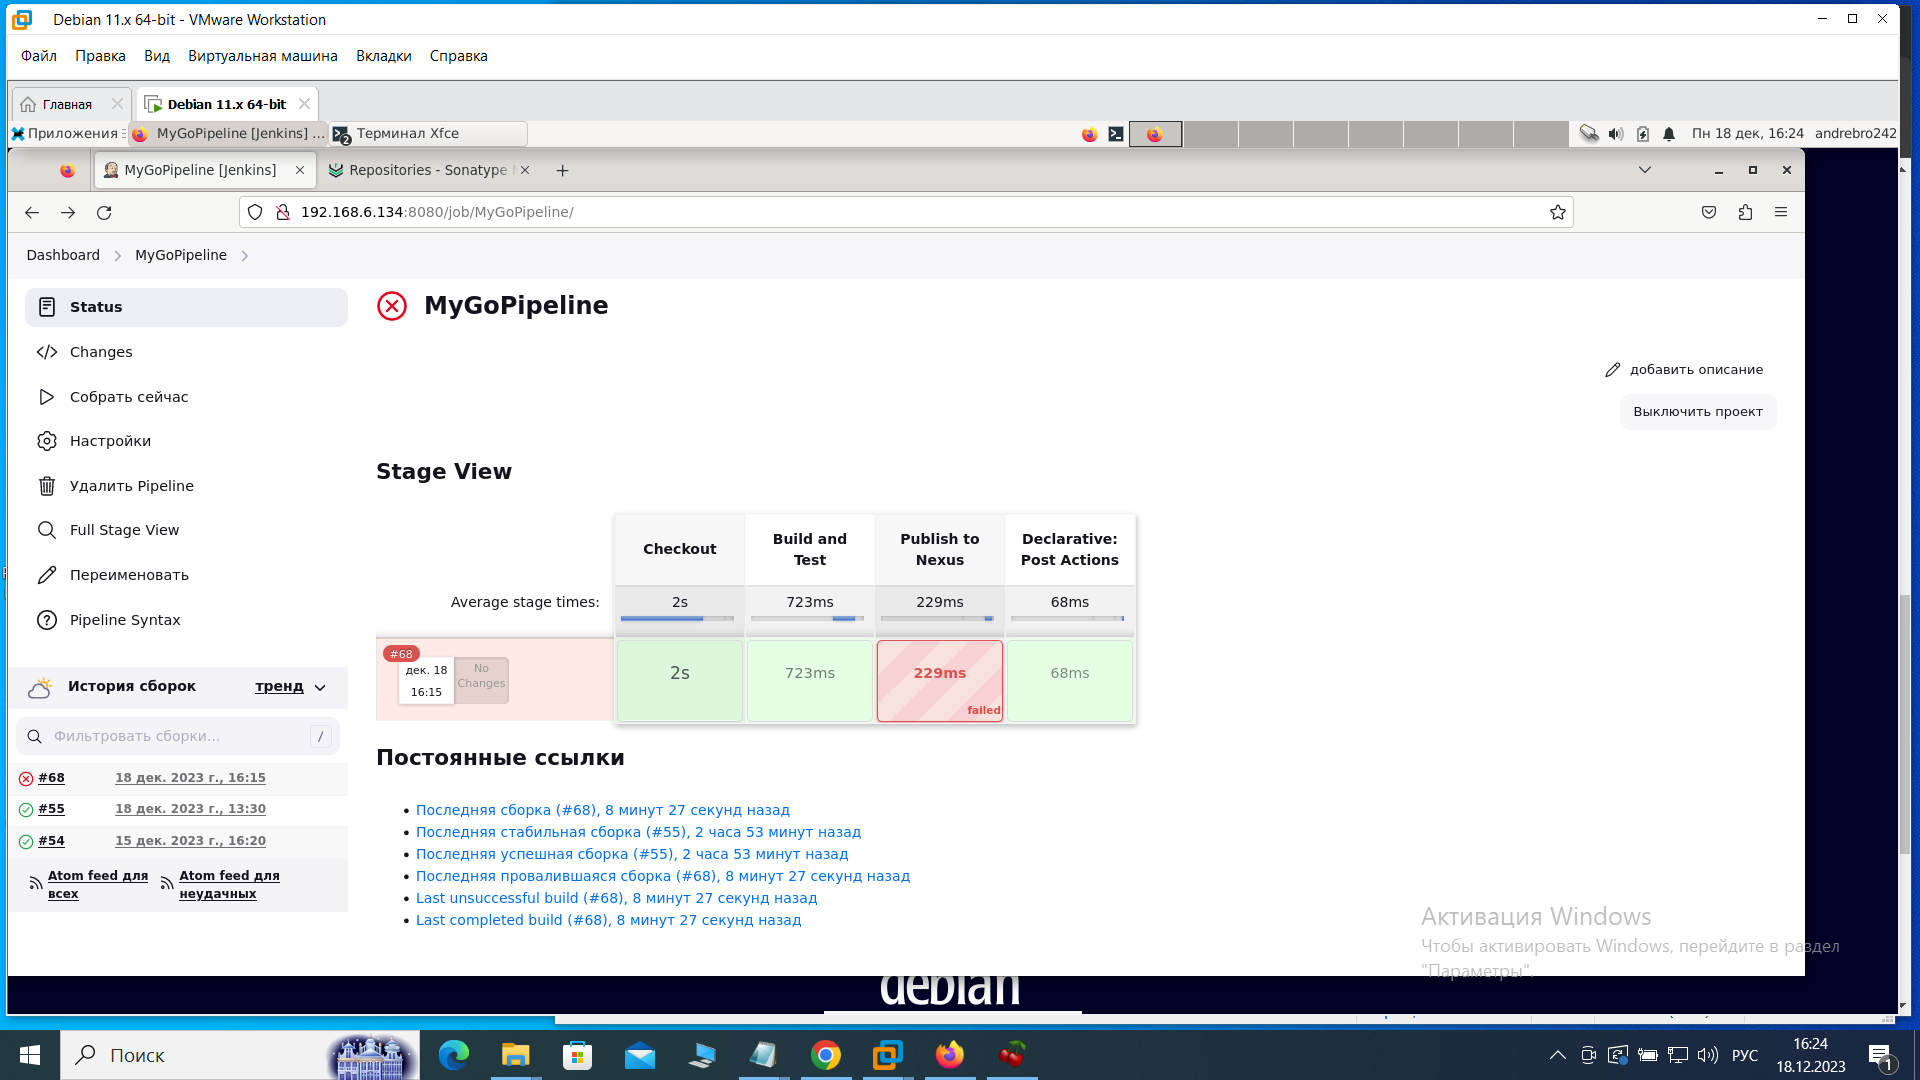 Debian 11.x 64-bit - VMware Workstation
Файл Правка Вид Виртуальная машина Вкладки Справка
Главная Debian 11.x 64-bit
Приложения MyGoPipeline [Jenkins] ... 2 Терминал Xfce Пн 18 дек, 16:24 andrebro242
MyGoPipeline [Jenkins] Repositories - Sonatype
192.168.6.134:8080/job/MyGoPipeline/
Dashboard MyGoPipeline
Status
Changes
Собрать сейчас
Настройки
Удалить Pipeline
Full Stage View
Переименовать
Pipeline Syntax
История сборок тренд
Фильтровать сборки... /
#68 18 дек. 2023 г., 16:15
#55 18 дек. 2023 г., 13:30
#54 15 дек. 2023 г., 16:20
Atom feed для всех Atom feed для неудачных
MyGoPipeline
добавить описание
Выключить проект
Stage View
Checkout Build and Test Publish to Nexus Declarative: Post Actions
Average stage times: 2s 723ms 229ms 68ms
#68
дек. 18 16:15 No Changes 2s 723ms 229ms failed 68ms
Постоянные ссылки
Последняя сборка (#68), 8 минут 27 секунд назад
Последняя стабильная сборка (#55), 2 часа 53 минут назад
Последняя успешная сборка (#55), 2 часа 53 минут назад
Последняя провалившаяся сборка (#68), 8 минут 27 секунд назад
Last unsuccessful build (#68), 8 минут 27 секунд назад
Last completed build (#68), 8 минут 27 секунд назад
Активация Windows
Чтобы активировать Windows, перейдите в раздел
"Параметры".
debian
Поиск РУС 16:24
18.12.2023 1